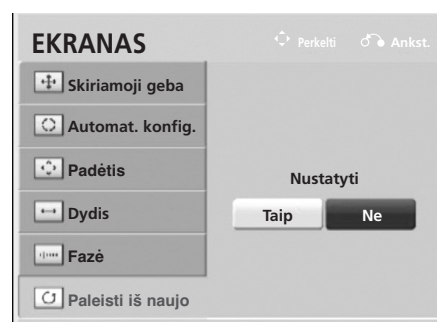 EKRANAS
Perkelti
Ankst.
Skiriamoji geba
Automat. konfig.
Padėtis
Dydis
Fazė
Paleisti iš naujo
Nustatyti
Taip
Ne